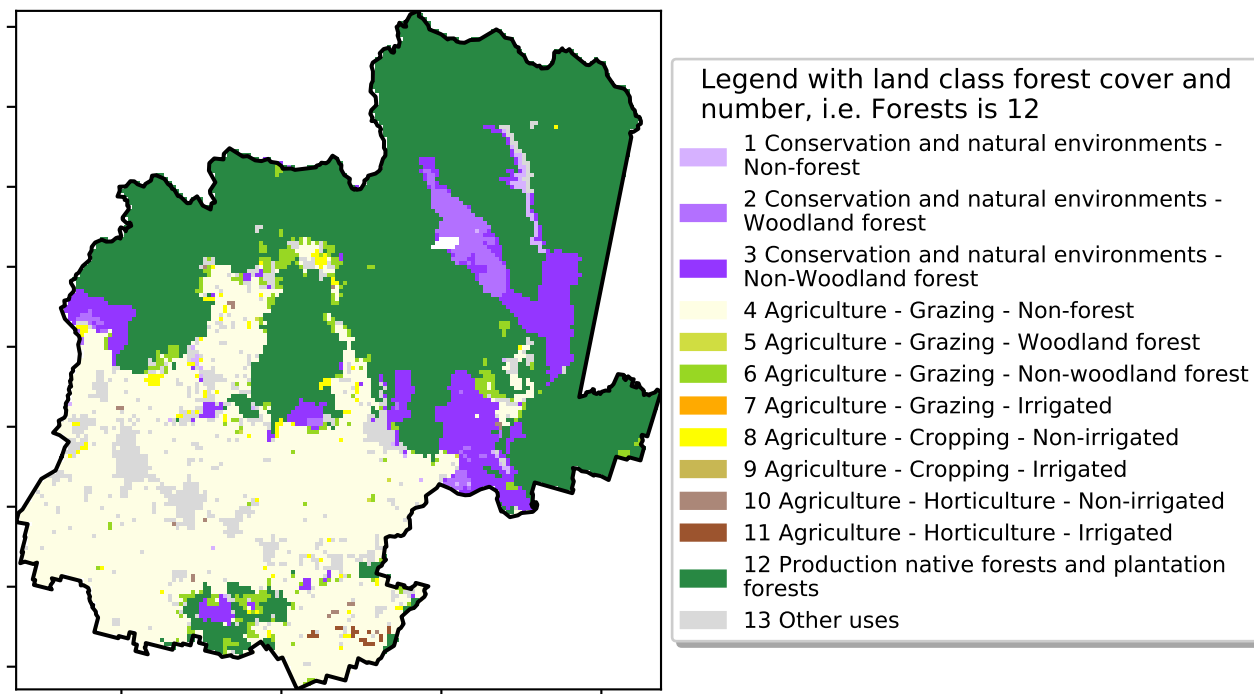 Legend with land class forest cover and
number, i.e. Forests is 12
1 Conservation and natural environments -
Non-forest
2 Conservation and natural environments -
Woodland forest
3 Conservation and natural environments -
Non-Woodland forest
4 Agriculture - Grazing - Non-forest
5 Agriculture - Grazing - Woodland forest
6 Agriculture - Grazing - Non-woodland forest
7 Agriculture - Grazing - Irrigated
8 Agriculture - Cropping - Non-irrigated
9 Agriculture - Cropping - Irrigated
10 Agriculture - Horticulture - Non-irrigated
11 Agriculture - Horticulture - Irrigated
12 Production native forests and plantation
forests
13 Other uses